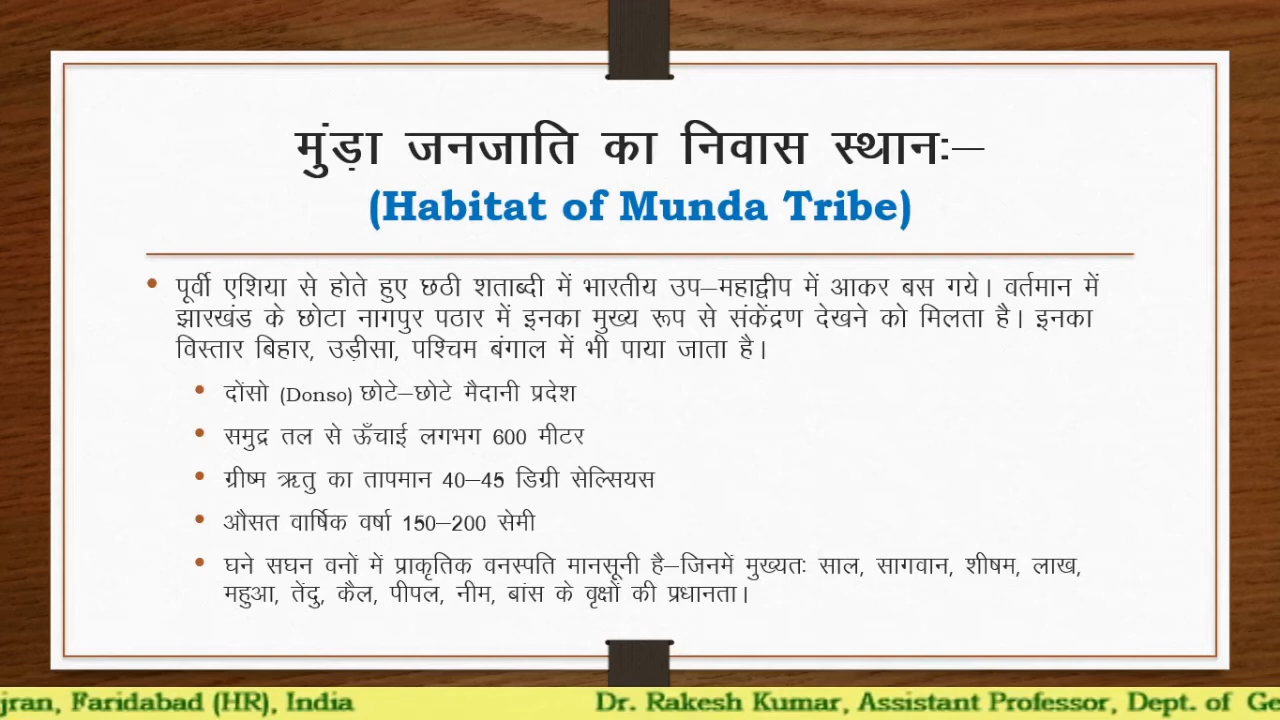 मुंड़ा जनजाति का निवास स्थानः–
(Habitat of Munda Tribe)
• पूर्वी एशिया से होते हुए छठी शताब्दी में भारतीय उप–महाद्वीप में आकर बस गये। वर्तमान में
झारखंड के छोटा नागपुर पठार में इनका मुख्य रूप से संकेंद्रण देखने को मिलता है। इनका
विस्तार बिहार, उड़ीसा, पश्चिम बंगाल में भी पाया जाता है।
• दोंसो (Donso) छोटे–छोटे मैदानी प्रदेश
• समुद्र तल से ऊँचाई लगभग 600 मीटर
• ग्रीष्म ऋतु का तापमान 40–45 डिग्री सेल्सियस
• औसत वार्षिक वर्षा 150–200 सेमी
• घने सघन वनों में प्राकृतिक वनस्पति मानसूनी है–जिनमें मुख्यतः साल, सागवान, शीषम, लाख,
महुआ, तेंदु, कैल, पीपल, नीम, बांस के वृक्षों की प्रधानता।
jran, Faridabad (HR), India Dr. Rakesh Kumar, Assistant Professor, Dept. of Ge